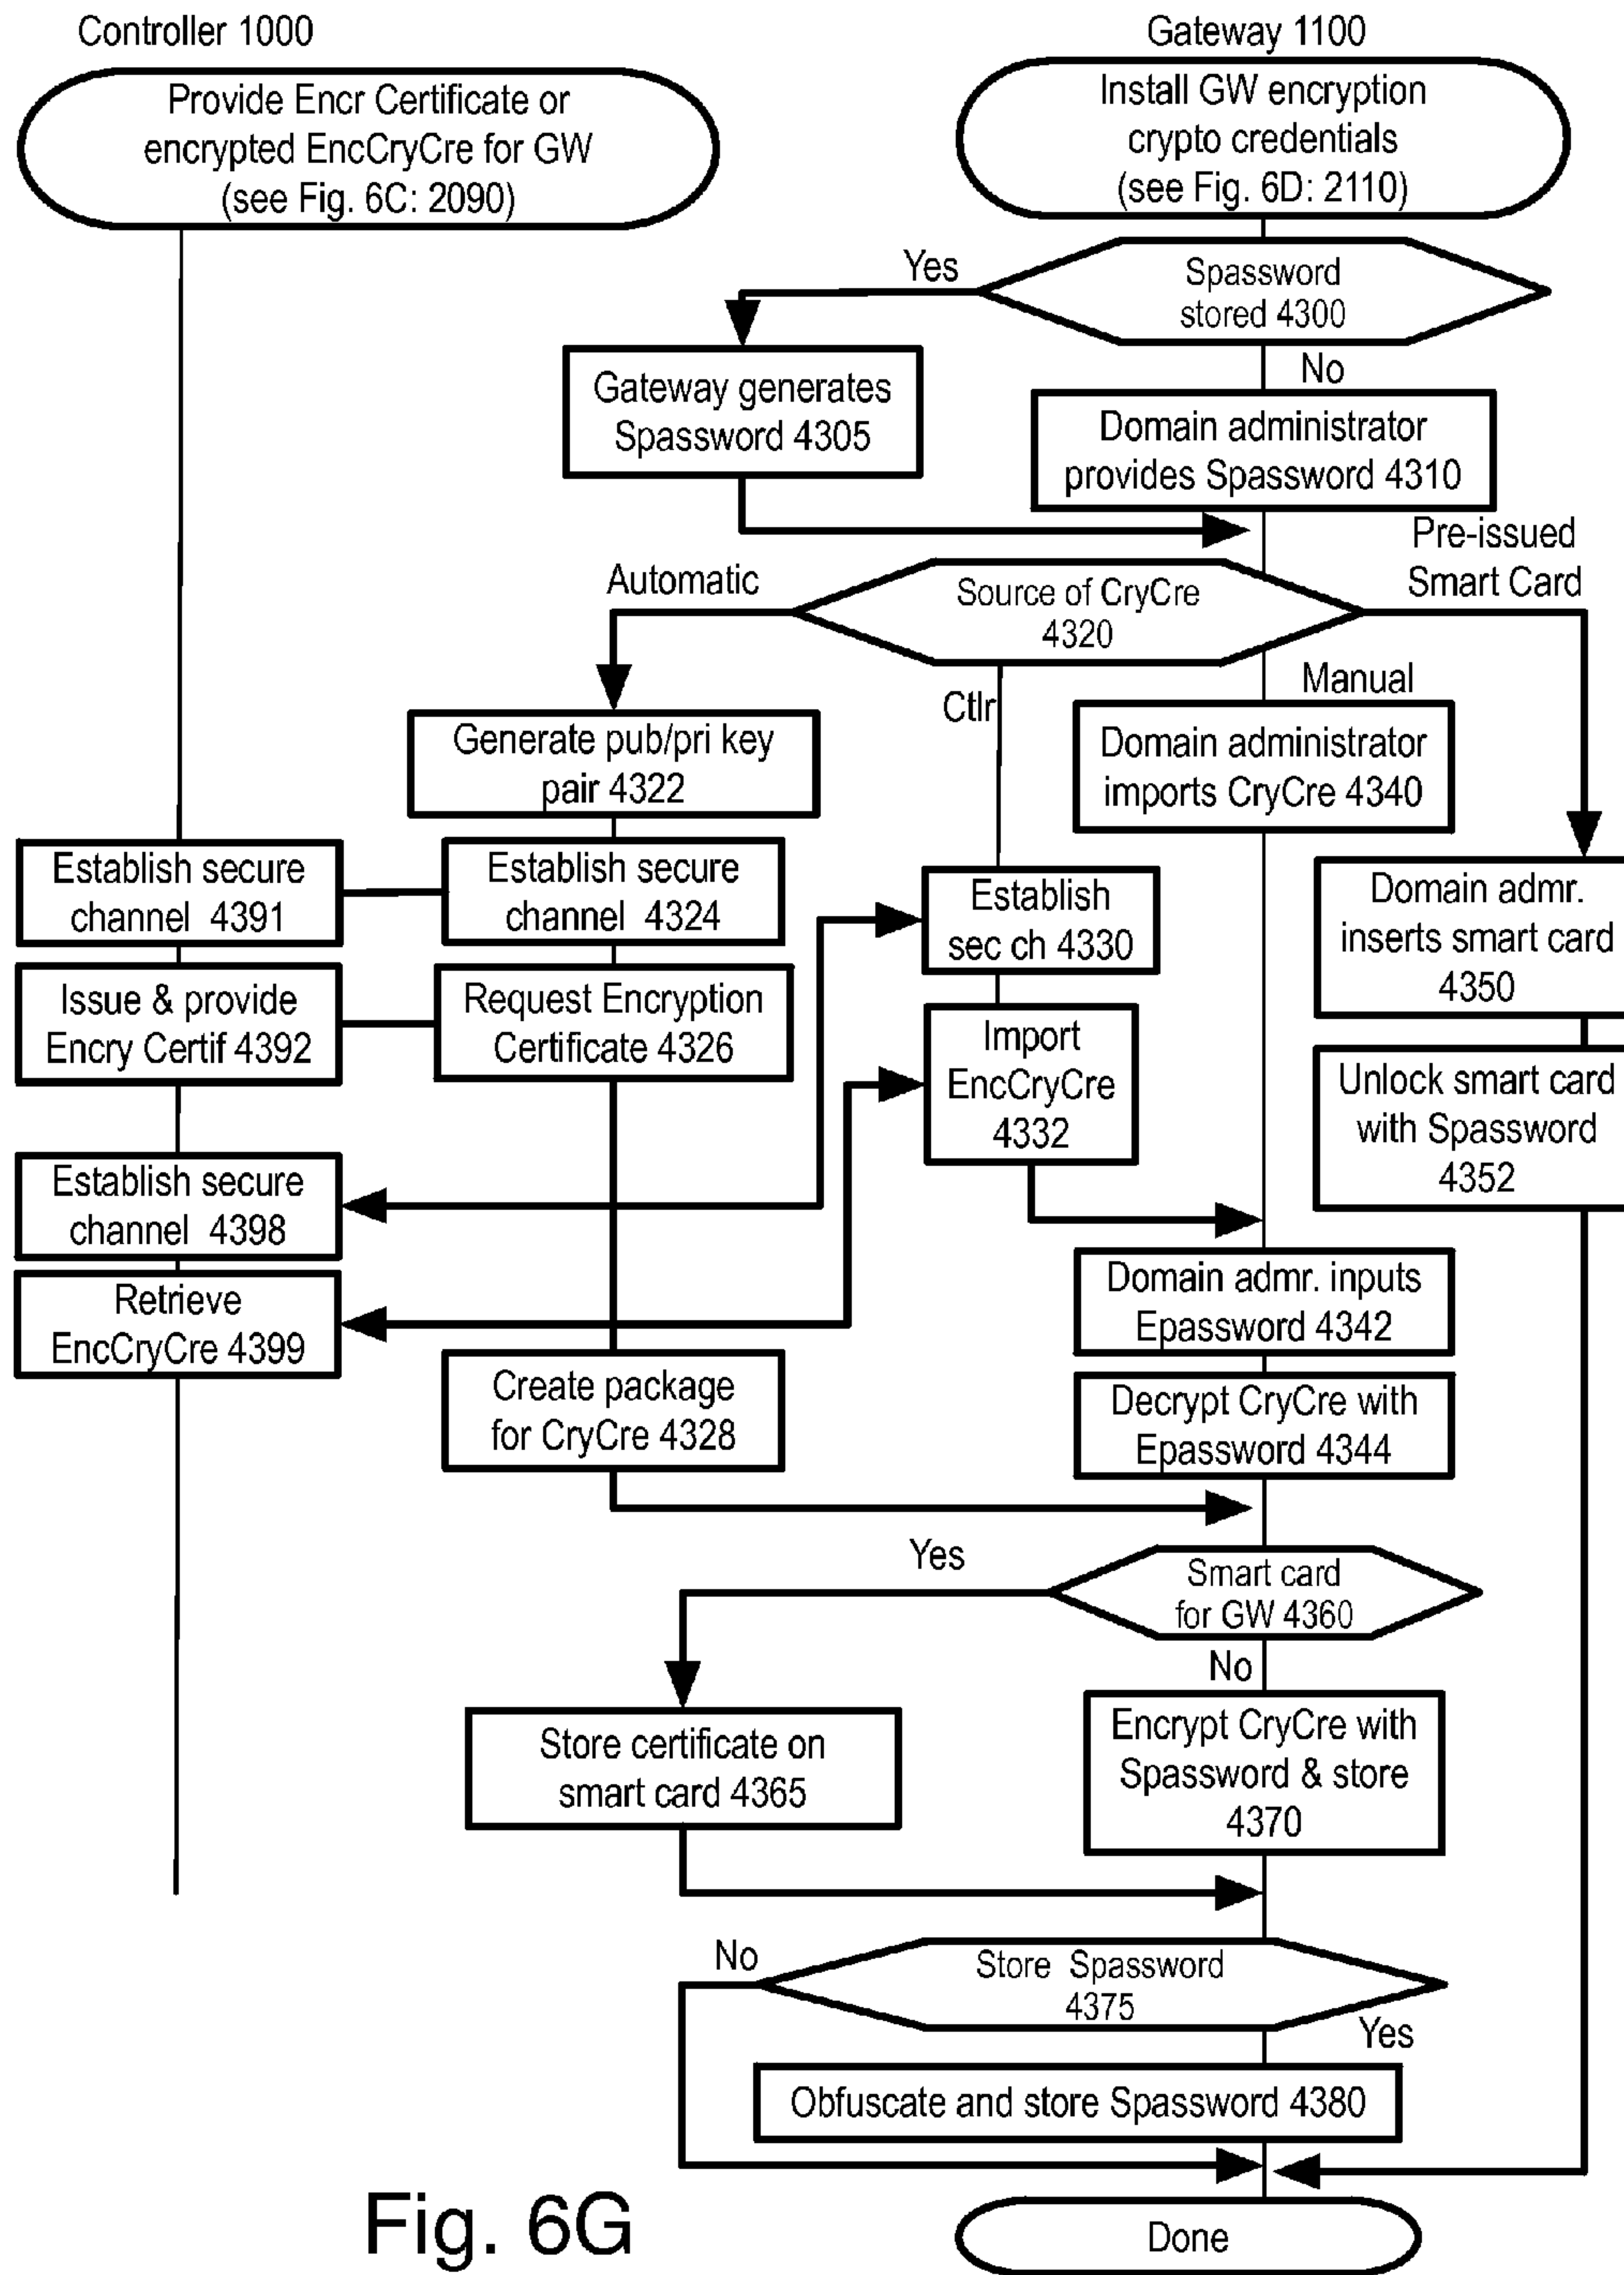 Controller 1000
Gateway 1100
Provide Encr Certificate or
encrypted EncCryCre for GW
(see Fig. 6C: 2090)
Install GW encryption
crypto credentials
(see Fig. 6D: 2110)
Yes
Spassword
stored 4300
No
Gateway generates
Spassword 4305
Domain administrator
provides Spassword 4310
Pre-issued
Smart Card
Automatic
Source of CryCre
4320
Ctlr
Manual
Generate pub/pri key
pair 4322
Domain administrator
imports CryCre 4340
Establish secure
channel 4391
Establish secure
channel 4324
Establish
sec ch 4330
Domain admr.
inserts smart card
4350
Issue & provide
Encry Certif 4392
Request Encryption
Certificate 4326
Import
EncCryCre
4332
Unlock smart card
with Spassword
4352
Establish secure
channel 4398
Retrieve
EncCryCre 4399
Domain admr. inputs
Epassword 4342
Create package
for CryCre 4328
Decrypt CryCre with
Epassword 4344
Yes
Smart card
for GW 4360
No
Store certificate on
smart card 4365
Encrypt CryCre with
Spassword & store
4370
No
Store Spassword
4375
Yes
Obfuscate and store Spassword 4380
Done
Fig. 6G